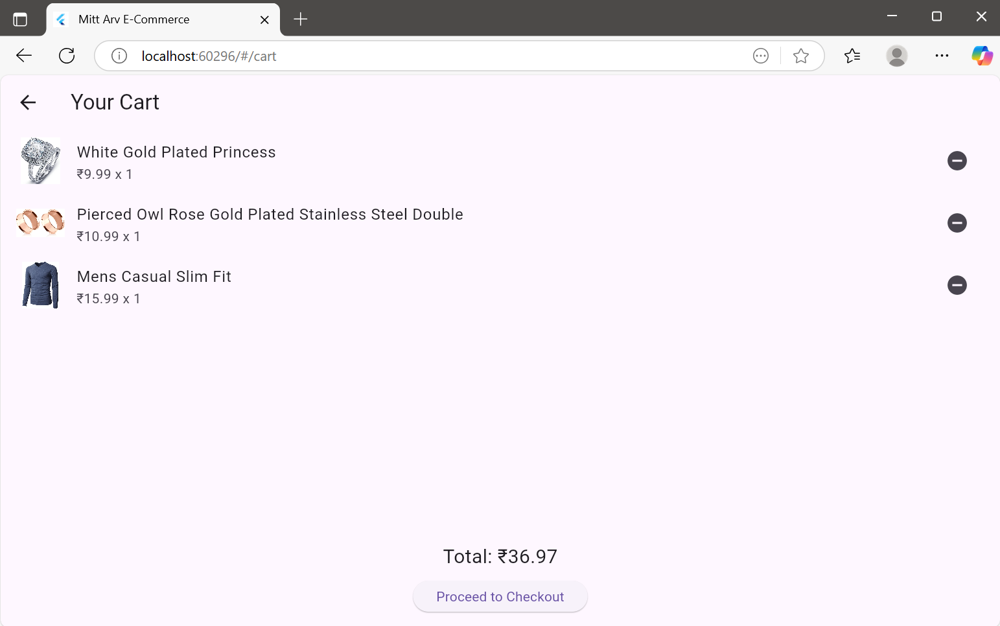 Mitt Arv E-Commerce
localhost:60296/#/cart
Your Cart
White Gold Plated Princess
₹9.99 x 1
Pierced Owl Rose Gold Plated Stainless Steel Double
₹10.99 x 1
Mens Casual Slim Fit
₹15.99 x 1
Total: ₹36.97
Proceed to Checkout